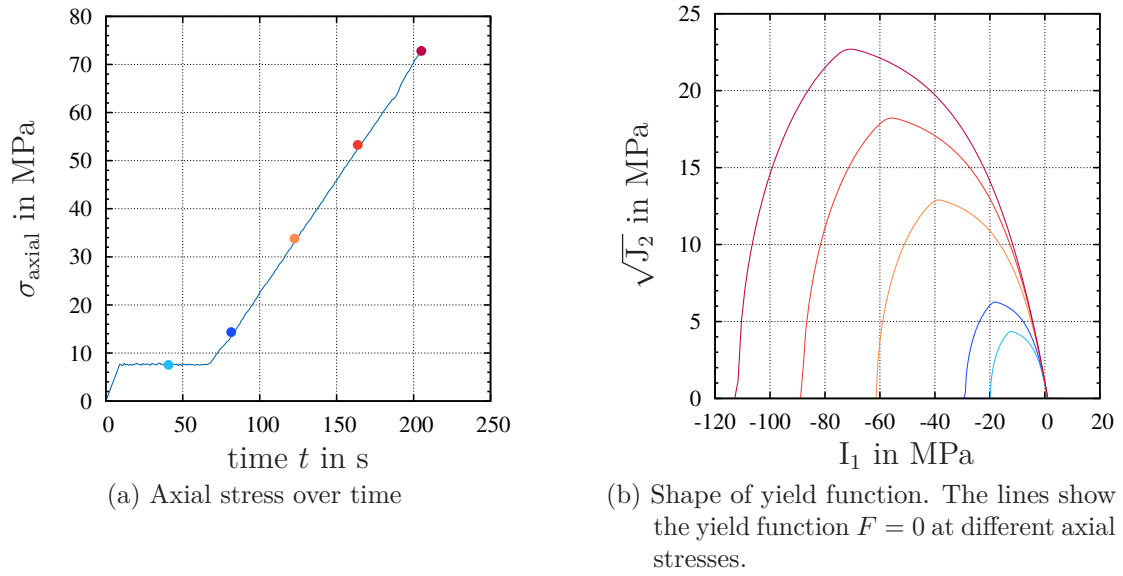 80
70
60
50
40
30
20
10
0
σaxial in MPa
0 50 100 150 200 250
time t in s
(a) Axial stress over time
25
20
15
10
5
0
√J2 in MPa
-120 -100 -80 -60 -40 -20 0 20
I1 in MPa
(b) Shape of yield function. The lines show
the yield function F = 0 at different axial
stresses.